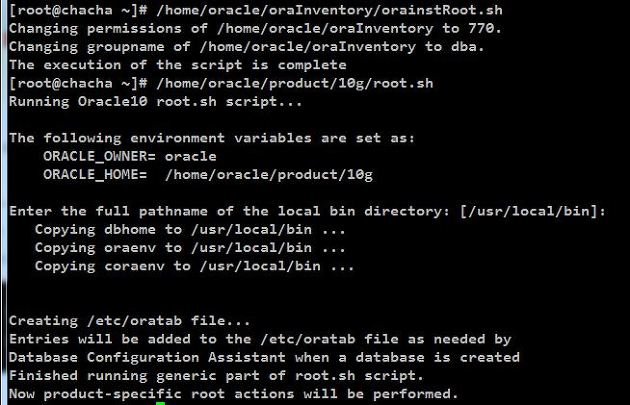 [root@chacha ~]# /home/oracle/oraInventory/orainstRoot.sh
Changing permissions of /home/oracle/oraInventory to 770.
Changing groupname of /home/oracle/oraInventory to dba.
The execution of the script is complete
[root@chacha ~]# /home/oracle/product/10g/root.sh
Running Oracle10 root.sh script...
The following environment variables are set as:
ORACLE_OWNER= oracle
ORACLE_HOME=  /home/oracle/product/10g
Enter the full pathname of the local bin directory: [/usr/local/bin]:
Copying dbhome to /usr/local/bin ...
Copying oraenv to /usr/local/bin ...
Copying coraenv to /usr/local/bin ...
Creating /etc/oratab file...
Entries will be added to the /etc/oratab file as needed by
Database Configuration Assistant when a database is created
Finished running generic part of root.sh script.
Now product-specific root actions will be performed.